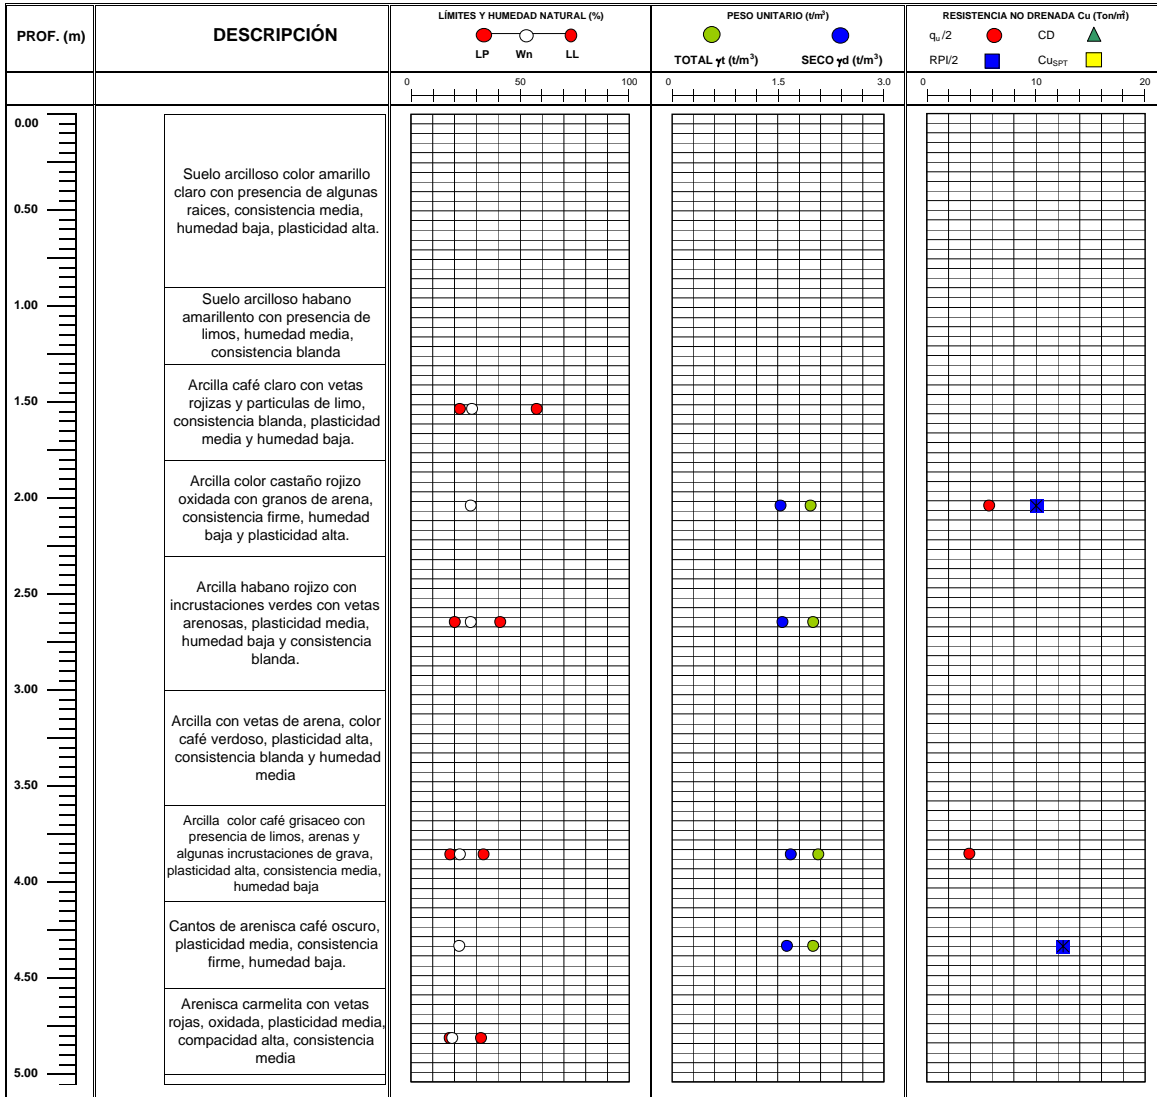 PROF. (m)
DESCRIPCIÓN
LÍMITES Y HUMEDAD NATURAL (%)
LP Wn LL
PESO UNITARIO (t/m³)
TOTAL γt (t/m³) SECO γd (t/m³)
RESISTENCIA NO DRENADA Cu (Ton/m²)
qu/2 CD
RPI/2 CuSPT
0 50 100
0 1.5 3.0
0 10 20
0.00
Suelo arcilloso color amarillo
claro con presencia de algunas
raices, consistencia media,
humedad baja, plasticidad alta.
0.50
1.00
Suelo arcilloso habano
amarillento con presencia de
limos, humedad media,
consistencia blanda
Arcilla café claro con vetas
rojizas y particulas de limo,
consistencia blanda, plasticidad
media y humedad baja.
1.50
Arcilla color castaño rojizo
oxidada con granos de arena,
consistencia firme, humedad
baja y plasticidad alta.
2.00
2.50
Arcilla habano rojizo con
incrustaciones verdes con vetas
arenosas, plasticidad media,
humedad baja y consistencia
blanda.
3.00
Arcilla con vetas de arena, color
café verdoso, plasticidad alta,
consistencia blanda y humedad
media
3.50
Arcilla color café grisaceo con
presencia de limos, arenas y
algunas incrustaciones de grava,
plasticidad alta, consistencia media,
humedad baja
4.00
Cantos de arenisca café oscuro,
plasticidad media, consistencia
firme, humedad baja.
4.50
Arenisca carmelita con vetas
rojas, oxidada, plasticidad media,
compacidad alta, consistencia
media
5.00